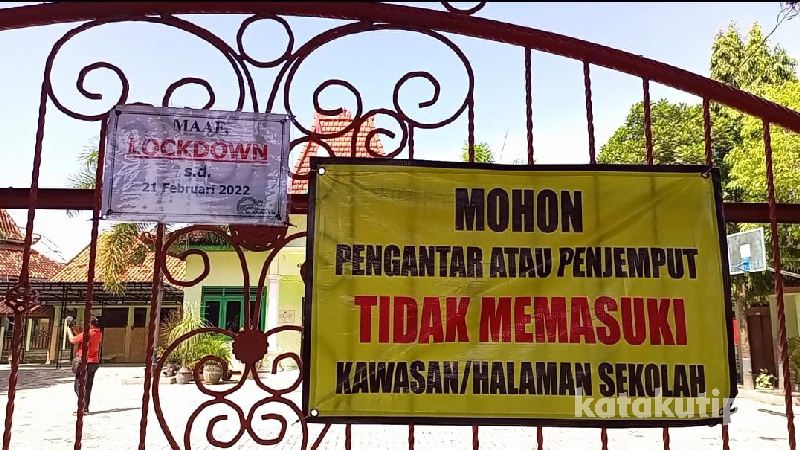 MAAF,
LOCKDOWN
s.d.
21 Februari 2022
MOHON
PENGANTAR ATAU PENJEMPUT
TIDAK MEMASUKI
KAWASAN/HALAMAN SEKOLAH
katakutip